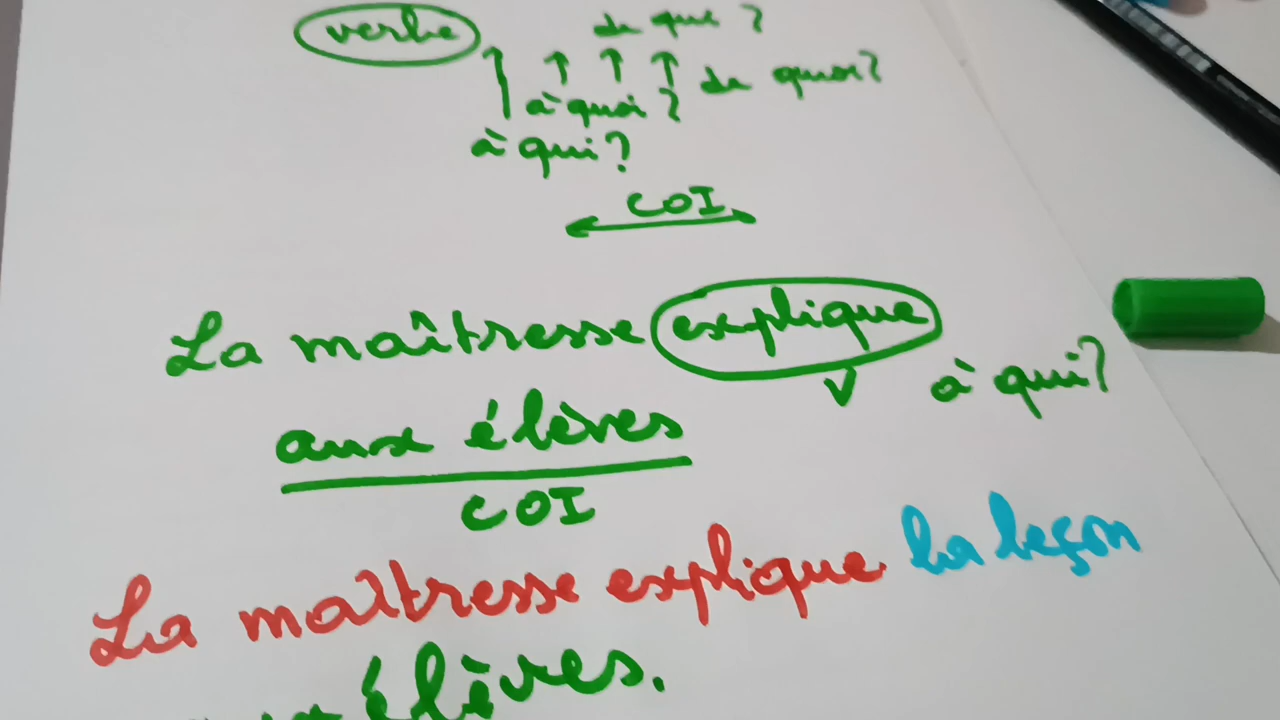 verbe de que ?
de quoi ?
à quoi ?
à qui ?
COI
La maîtresse explique
à qui ?
aux élèves
COI
La maîtresse explique la leçon
élèves.